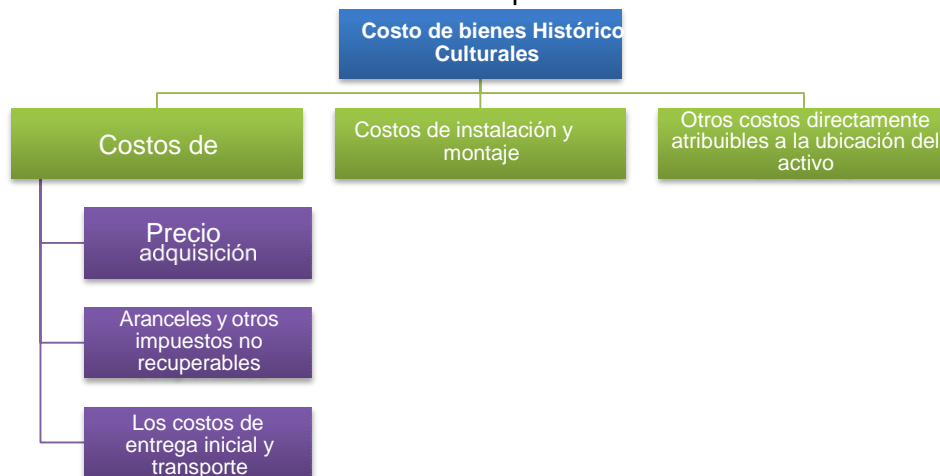 Costo de bienes Histórico
Culturales
Costos de
Costos de instalación y
montaje
Otros costos directamente
atribuibles a la ubicación del
activo
Precio
adquisición
Aranceles y otros
impuestos no
recuperables
Los costos de
entrega inicial y
transporte